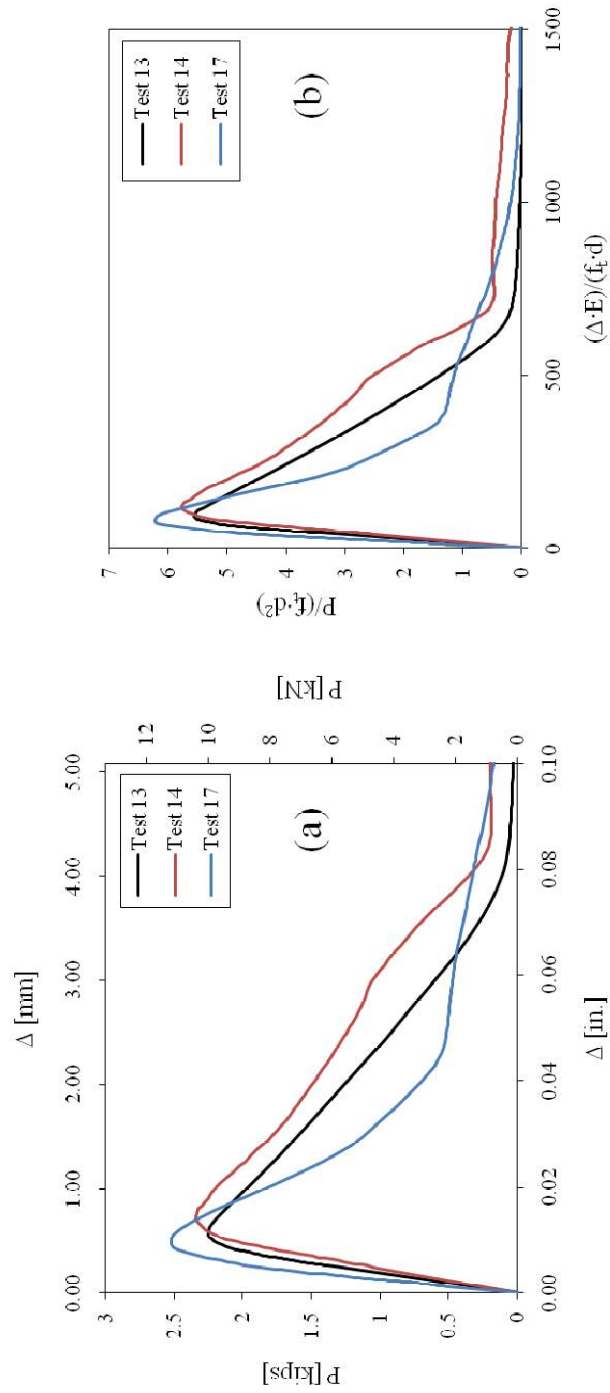 Δ [mm]
0.00 1.00 2.00 3.00 4.00 5.00
P [kips]
2.5
2
1.5
1
0.5
0
12
10
8
6
4
2
0
P [kN]
Test 13
Test 14
Test 17
(a)
0.00 0.02 0.04 0.06 0.08 0.10
Δ [in.]
P/(fₜ·d²)
7
6
5
4
3
2
1
0
Test 13
Test 14
Test 17
(b)
0 500 1000 1500
(Δ·E)/(fₜ·d)